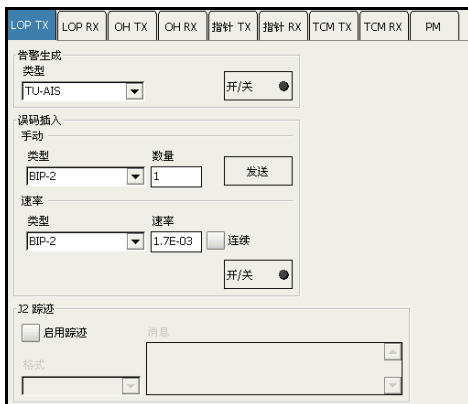 LOP TX LOP RX OH TX OH RX 指针 TX 指针 RX TCM TX TCM RX PM
告警生成
类型
TU-AIS 开/关
误码插入
手动
类型 数量
BIP-2 1 发送
速率
类型 速率
BIP-2 1.7E-03 连续
开/关
J2 踪迹
启用踪迹 消息
格式